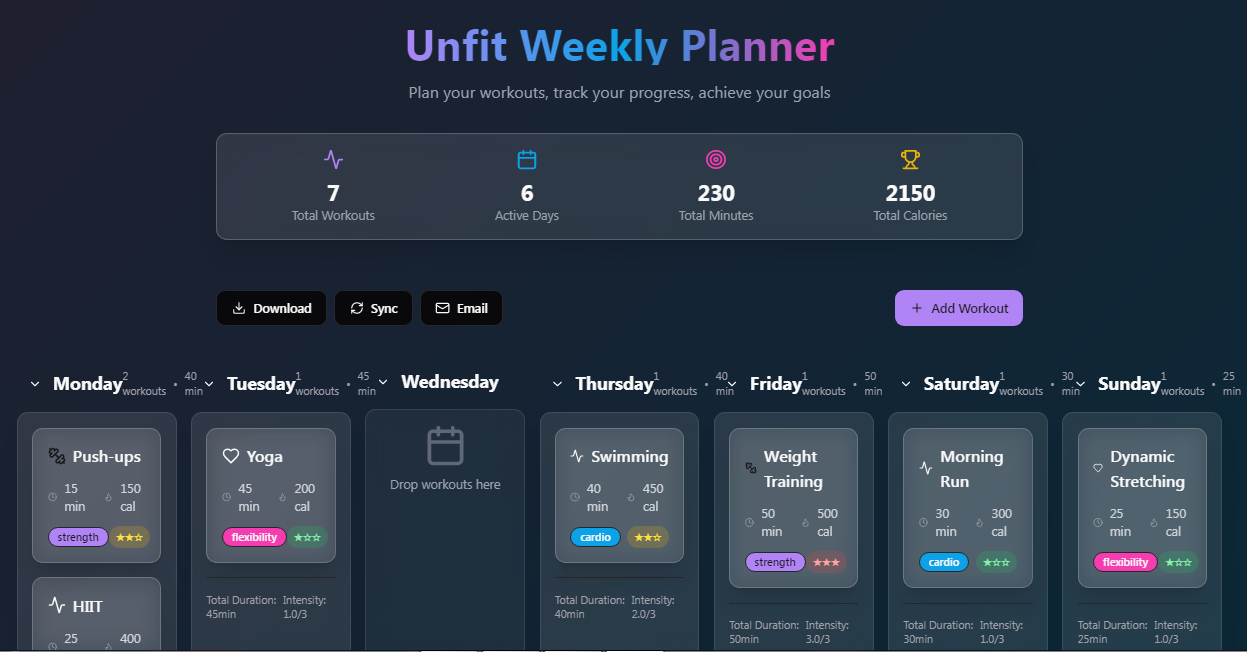 Unfit Weekly Planner
Plan your workouts, track your progress, achieve your goals
7
Total Workouts
6
Active Days
230
Total Minutes
2150
Total Calories
Download
Sync
Email
+ Add Workout
Monday 2 workouts • 40 min
Push-ups
15 min
150 cal
strength ★★☆
HIIT
25
400
Tuesday 1 workouts • 45 min
Yoga
45 min
200 cal
flexibility ★☆☆
Total Duration: 45min
Intensity: 1.0/3
Wednesday
Drop workouts here
Thursday 1 workouts • 40 min
Swimming
40 min
450 cal
cardio ★★☆
Total Duration: 40min
Intensity: 2.0/3
Friday 1 workouts • 50 min
Weight
Training
50 min
500 cal
strength ★★★
Total Duration: 50min
Intensity: 3.0/3
Saturday 1 workouts • 30 min
Morning
Run
30 min
300 cal
cardio ★☆☆
Total Duration: 30min
Intensity: 1.0/3
Sunday 1 workouts • 25 min
Dynamic
Stretching
25 min
150 cal
flexibility ★☆☆
Total Duration: 25min
Intensity: 1.0/3